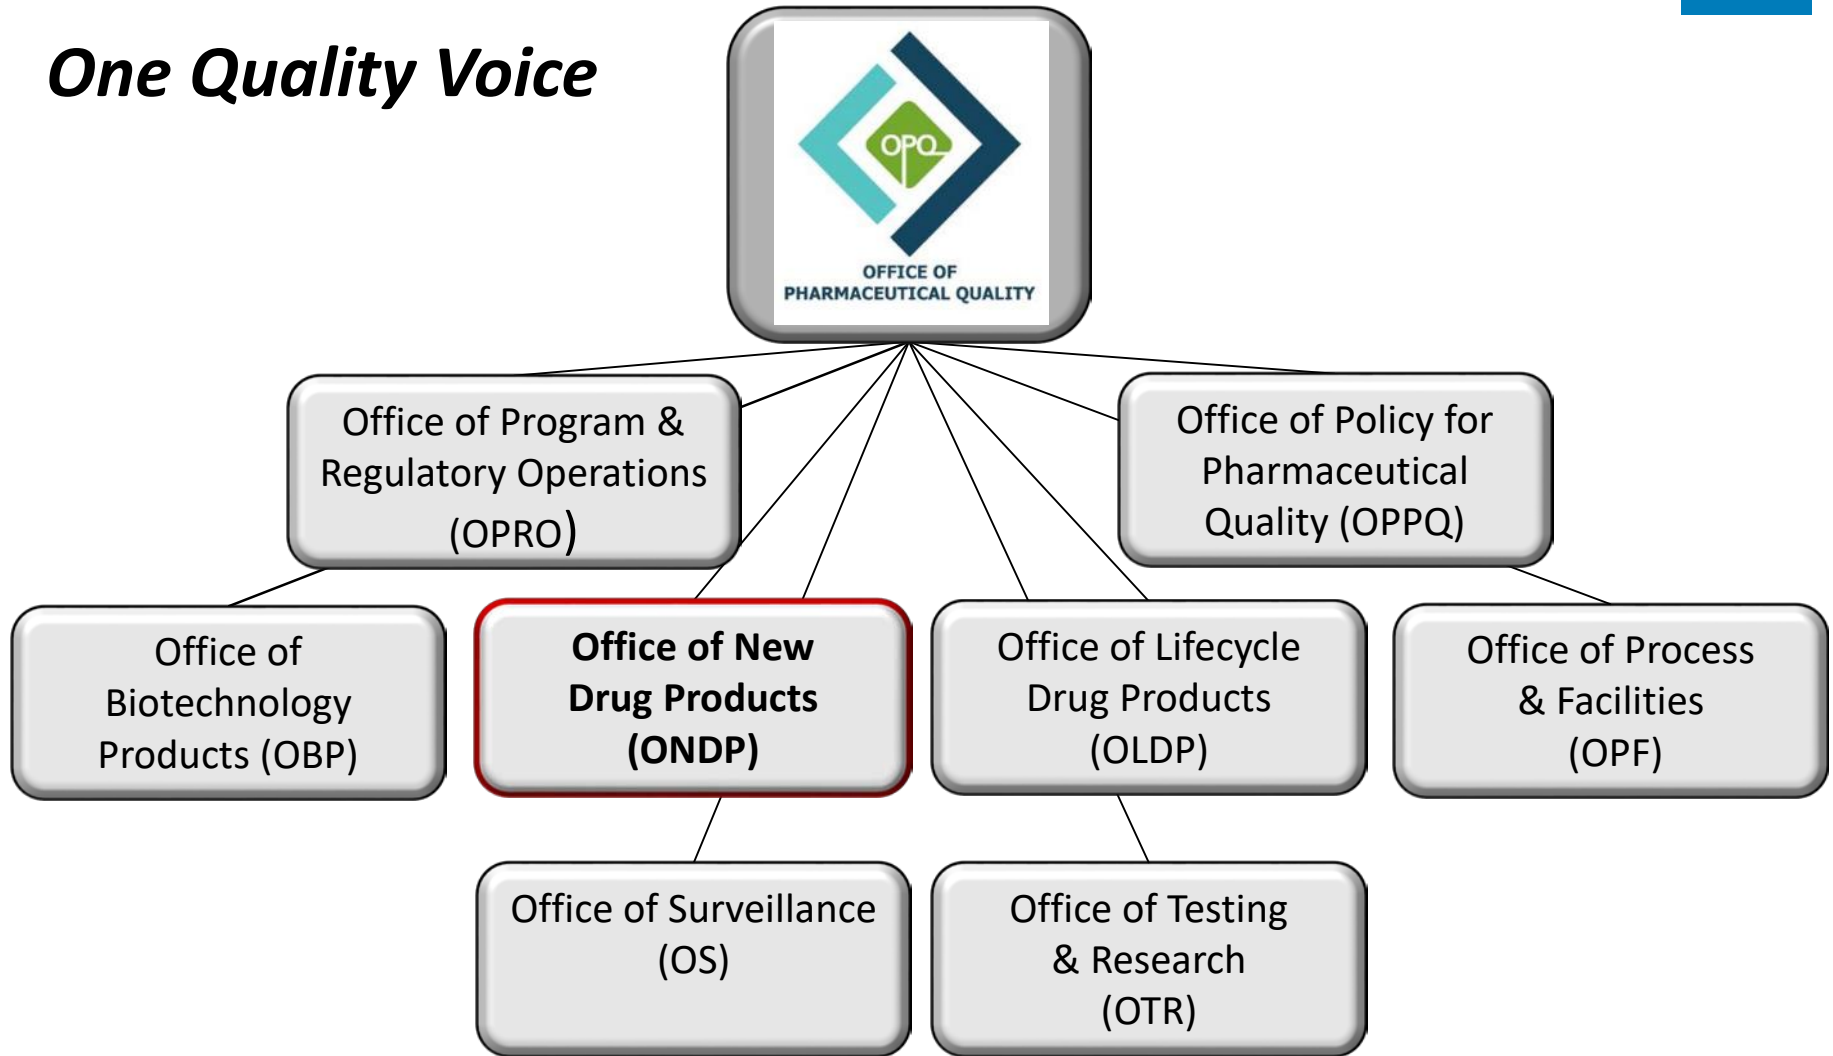 One Quality Voice
OPQ
OFFICE OF
PHARMACEUTICAL QUALITY
Office of Program &
Regulatory Operations
(OPRO)
Office of Policy for
Pharmaceutical
Quality (OPPQ)
Office of
Biotechnology
Products (OBP)
Office of New
Drug Products
(ONDP)
Office of Lifecycle
Drug Products
(OLDP)
Office of Process
& Facilities
(OPF)
Office of Surveillance
(OS)
Office of Testing
& Research
(OTR)